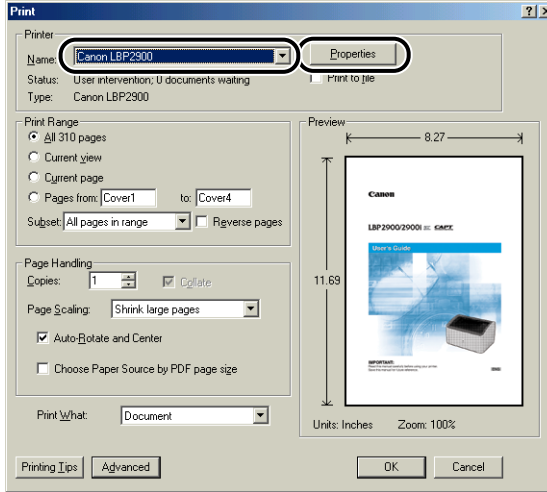 Print
Printer
Name: Canon LBP2900 Properties
Status: User intervention; 0 documents waiting Print to file
Type: Canon LBP2900
Print Range
All 310 pages
Current view
Current page
Pages from: Cover1 to: Cover4
Subset: All pages in range Reverse pages
Page Handling
Copies: 1 Collate
Page Scaling: Shrink large pages
Auto-Rotate and Center
Choose Paper Source by PDF page size
Print What: Document
Preview
8.27
11.69
Canon
LBP2900/2900i CAPT
User's Guide
IMPORTANT:
Units: Inches Zoom: 100%
Printing Tips Advanced OK Cancel